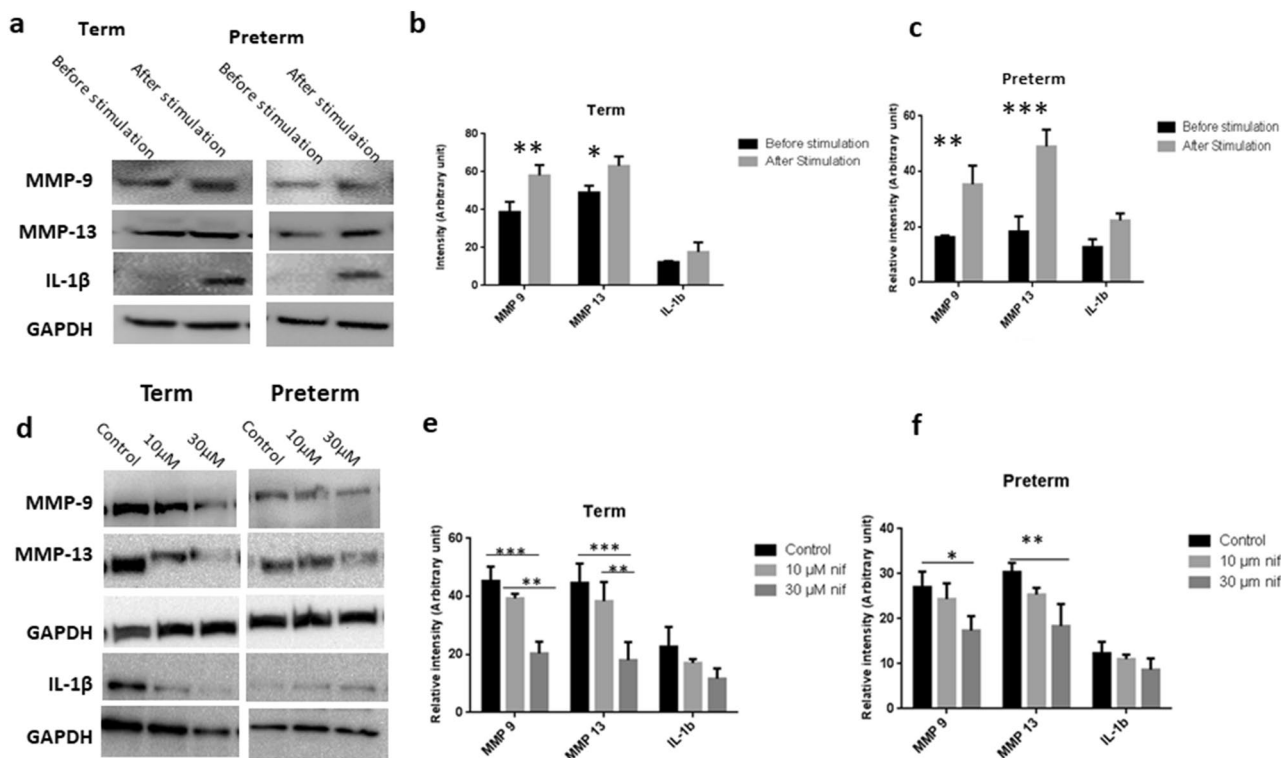 a
Term
Preterm
Before stimulation
After stimulation
Before stimulation
After stimulation
MMP-9
MMP-13
IL-1β
GAPDH
b
Term
Intensity (Arbitrary unit)
80
60
40
20
0
**
*
MMP 9
MMP 13
IL-1b
Before stimulation
After Stimulation
c
Preterm
Relative intensity (Arbitrary unit)
80
60
40
20
0
**
***
MMP 9
MMP 13
IL-1b
Before stimulation
After Stimulation
d
Term
Preterm
Control
10µM
30µM
Control
10µM
30µM
MMP-9
MMP-13
GAPDH
IL-1β
GAPDH
e
Term
Relative intensity (Arbitrary unit)
60
40
20
0
***
**
***
**
MMP 9
MMP 13
IL-1b
Control
10 µM nif
30 µM nif
f
Preterm
Relative intensity (Arbitrary unit)
40
30
20
10
0
*
**
MMP 9
MMP 13
IL-1b
Control
10 µm nif
30 µm nif